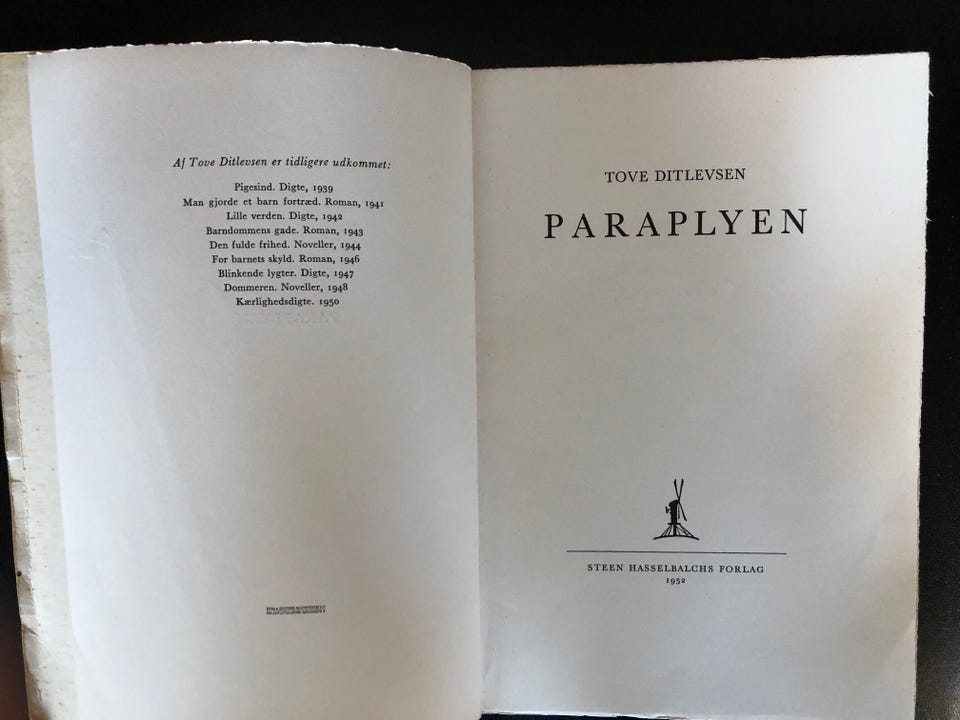 Af Tove Ditlevsen er tidligere udkommet:
Pigesind. Digte, 1939
Man gjorde et barn fortræd. Roman, 1941
Lille verden. Digte, 1942
Barndommens gade. Roman, 1943
Den fulde frihed. Noveller, 1944
For barnets skyld. Roman, 1946
Blinkende lygter. Digte, 1947
Dommeren. Noveller, 1948
Kærlighedsdigte. 1950
TOVE DITLEVSEN
PARAPLYEN
STEEN HASSELBALCHS FORLAG
1952